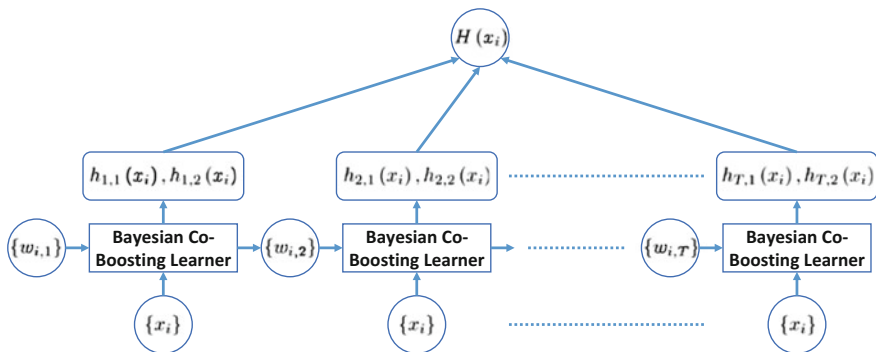 H(x_i)
h_{1,1}(x_i), h_{1,2}(x_i)
h_{2,1}(x_i), h_{2,2}(x_i)
h_{T,1}(x_i), h_{T,2}(x_i)
{w_{i,1}}
Bayesian Co-
Boosting Learner
{w_{i,2}}
Bayesian Co-
Boosting Learner
{w_{i,T}}
Bayesian Co-
Boosting Learner
{x_i}
{x_i}
{x_i}